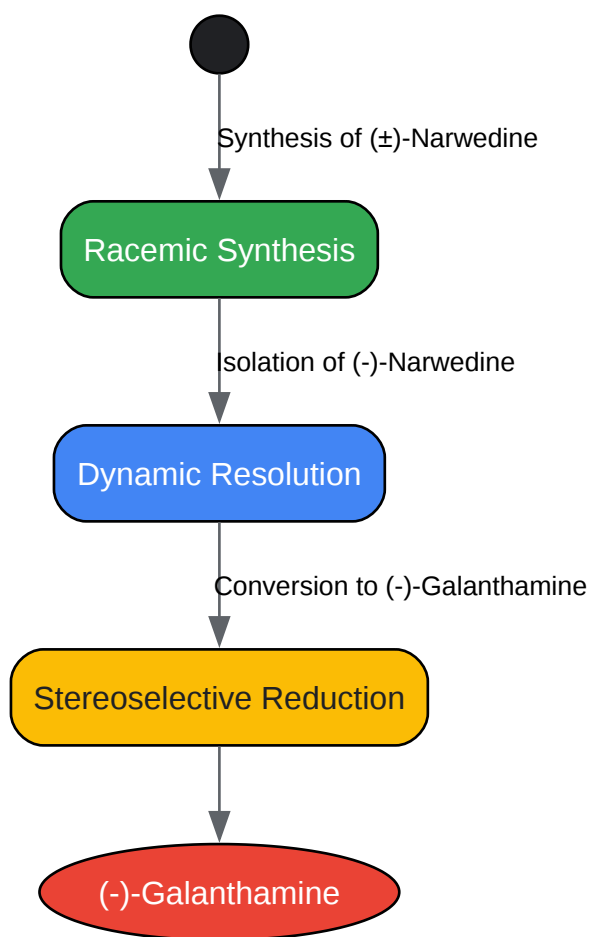 Synthesis of (±)-Narwedine
Racemic Synthesis
Isolation of (-)-Narwedine
Dynamic Resolution
Conversion to (-)-Galanthamine
Stereoselective Reduction
(-)-Galanthamine